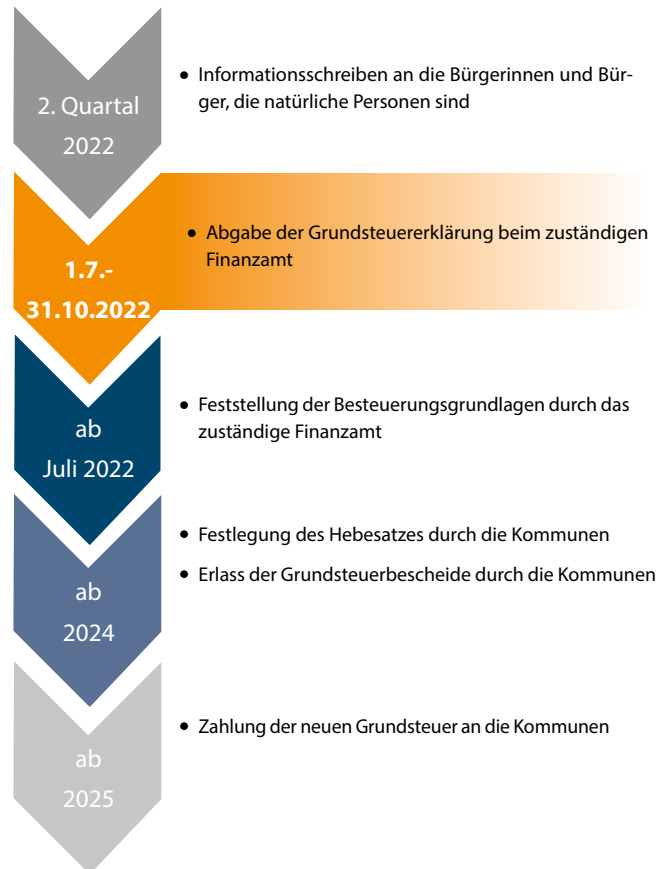 2. Quartal
2022
• Informationsschreiben an die Bürgerinnen und Bür-
ger, die natürliche Personen sind
1.7.-
31.10.2022
• Abgabe der Grundsteuererklärung beim zuständigen
Finanzamt
ab
Juli 2022
• Feststellung der Besteuerungsgrundlagen durch das
zuständige Finanzamt
ab
2024
• Festlegung des Hebesatzes durch die Kommunen
• Erlass der Grundsteuerbescheide durch die Kommunen
ab
2025
• Zahlung der neuen Grundsteuer an die Kommunen